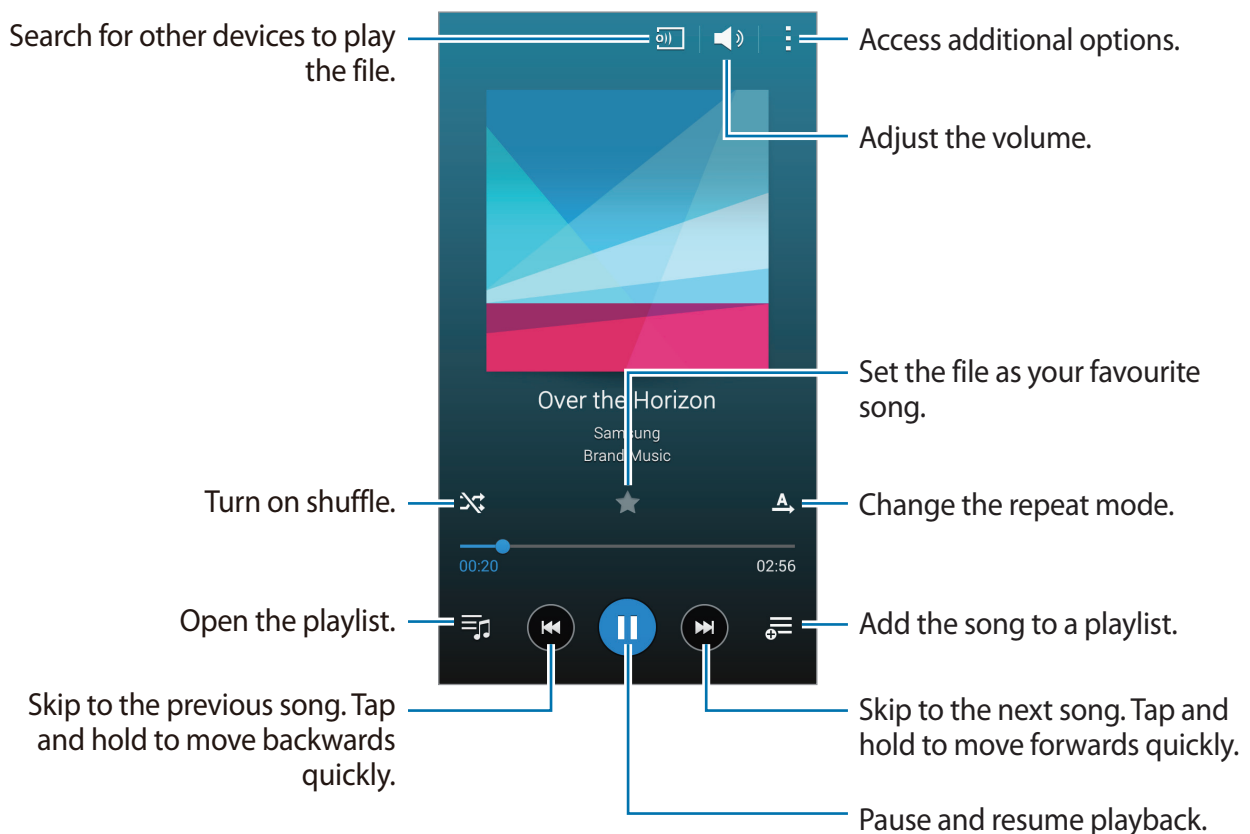 Search for other devices to play
the file.
Access additional options.
Adjust the volume.
Set the file as your favourite
song.
Over the Horizon
Samsung
Brand Music
Turn on shuffle.
A
Change the repeat mode.
00:20
02:56
Open the playlist.
Add the song to a playlist.
Skip to the previous song. Tap
and hold to move backwards
quickly.
Skip to the next song. Tap and
hold to move forwards quickly.
Pause and resume playback.